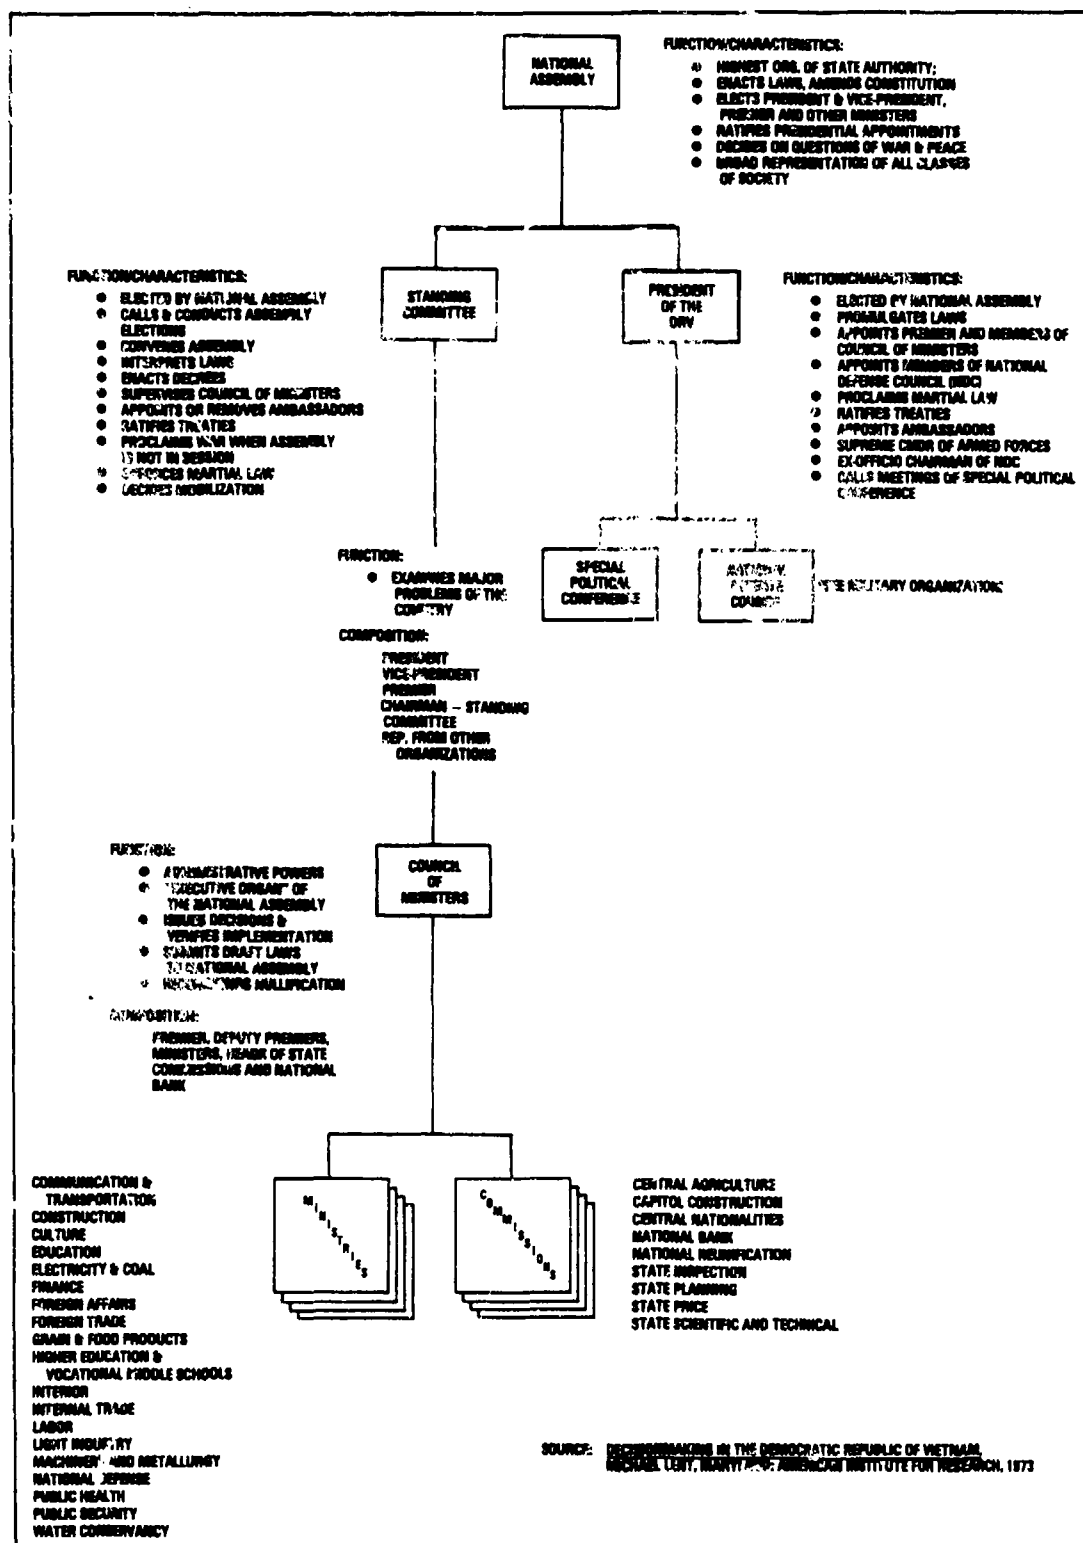 NATIONAL
ASSEMBLY
FUNCTION/CHARACTERISTICS:
● HIGHEST ORG. OF STATE AUTHORITY;
● ENACTS LAWS, AMENDS CONSTITUTION
● ELECTS PRESIDENT & VICE-PRESIDENT,
PREMIER AND OTHER MINISTERS
● RATIFIES PRESIDENTIAL APPOINTMENTS
● DECIDES ON QUESTIONS OF WAR & PEACE
● BROAD REPRESENTATION OF ALL CLASSES
OF SOCIETY
FUNCTION/CHARACTERISTICS:
● ELECTED BY NATIONAL ASSEMBLY
● CALLS & CONDUCTS ASSEMBLY
ELECTIONS
● CONVENES ASSEMBLY
● INTERPRETS LAWS
● ENACTS DECREES
● SUPERVISES COUNCIL OF MINISTERS
● APPOINTS OR REMOVES AMBASSADORS
● RATIFIES TREATIES
● PROCLAIMS WAR WHEN ASSEMBLY
IS NOT IN SESSION
● MARTIAL LAW
● DECIDES MOBILIZATION
STANDING
COMMITTEE
PRESIDENT
OF THE
DRV
FUNCTION/CHARACTERISTICS:
● ELECTED BY NATIONAL ASSEMBLY
● PROMULGATES LAWS
● APPOINTS PREMIER AND MEMBERS OF
COUNCIL OF MINISTERS
● APPOINTS MEMBERS OF NATIONAL
DEFENSE COUNCIL (NDC)
● PROCLAIMS MARTIAL LAW
● RATIFIES TREATIES
● APPOINTS AMBASSADORS
● SUPREME CMDR OF ARMED FORCES
● EX-OFFICIO CHAIRMAN OF NDC
● CALLS MEETINGS OF SPECIAL POLITICAL
CONFERENCE
FUNCTION:
● EXAMINES MAJOR
PROBLEMS OF THE
COUNTRY
COMPOSITION:
PRESIDENT
VICE-PRESIDENT
PREMIER
CHAIRMAN – STANDING
COMMITTEE
REP. FROM OTHER
ORGANIZATIONS
SPECIAL
POLITICAL
CONFERENCE
NATIONAL
DEFENSE
COUNCIL
MILITARY ORGANIZATION)
FUNCTION:
● ADMINISTRATIVE POWERS
● "EXECUTIVE ORGAN" OF
THE NATIONAL ASSEMBLY
● ISSUES DECISIONS &
VERIFIES IMPLEMENTATION
● SUBMITS DRAFT LAWS
TO NATIONAL ASSEMBLY
● NULLIFICATION
COMPOSITION:
PREMIER, DEPUTY PREMIERS,
MINISTERS, HEADS OF STATE
COMMISSIONS AND NATIONAL
BANK
COUNCIL
OF
MINISTERS
MINISTRIES
COMMISSIONS
COMMUNICATION &
TRANSPORTATION
CONSTRUCTION
CULTURE
EDUCATION
ELECTRICITY & COAL
FINANCE
FOREIGN AFFAIRS
FOREIGN TRADE
GRAIN & FOOD PRODUCTS
HIGHER EDUCATION &
VOCATIONAL MIDDLE SCHOOLS
INTERIOR
INTERNAL TRADE
LABOR
LIGHT INDUSTRY
MACHINERY AND METALLURGY
NATIONAL DEFENSE
PUBLIC HEALTH
PUBLIC SECURITY
WATER CONSERVANCY
CENTRAL AGRICULTURE
CAPITOL CONSTRUCTION
CENTRAL NATIONALITIES
NATIONAL BANK
NATIONAL REUNIFICATION
STATE INSPECTION
STATE PLANNING
STATE PRICE
STATE SCIENTIFIC AND TECHNICAL
SOURCE: DECISIONMAKING IN THE DEMOCRATIC REPUBLIC OF VIETNAM,
MICHAEL LENT, MARYLAND: AMERICAN INSTITUTE FOR RESEARCH, 1973